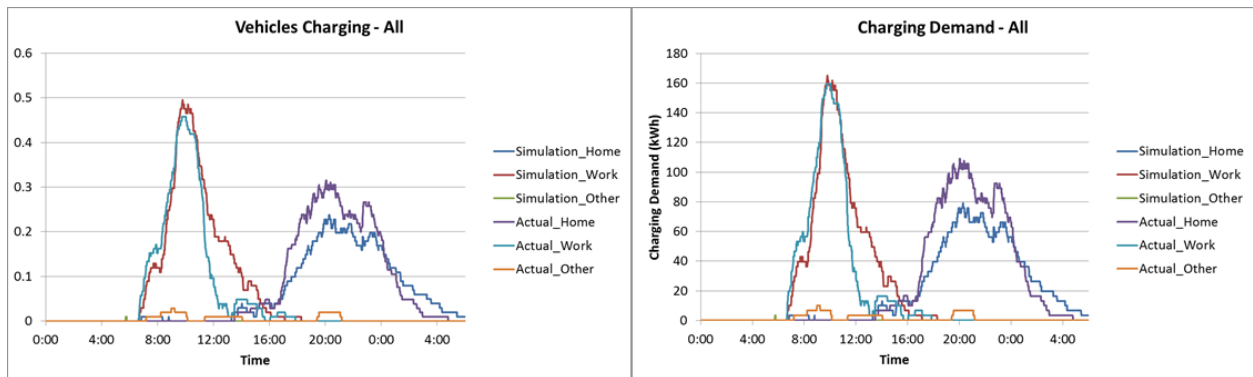 Vehicles Charging - All
0.6
0.5
0.4
0.3
0.2
0.1
0
0:00 4:00 8:00 12:00 16:00 20:00 0:00 4:00
Time
Simulation_Home
Simulation_Work
Simulation_Other
Actual_Home
Actual_Work
Actual_Other
Charging Demand - All
Charging Demand (kWh)
180
160
140
120
100
80
60
40
20
0
0:00 4:00 8:00 12:00 16:00 20:00 0:00 4:00
Time
Simulation_Home
Simulation_Work
Simulation_Other
Actual_Home
Actual_Work
Actual_Other